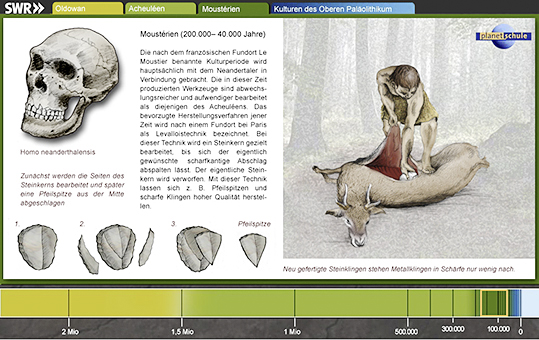 SWR>>
Oldowan
Acheuléen
Moustérien
Kulturen des Oberen Paläolithikum
planet schule
Moustérien (200.000– 40.000 Jahre)
Die nach dem französischen Fundort Le
Moustier benannte Kulturperiode wird
hauptsächlich mit dem Neandertaler in
Verbindung gebracht. Die in dieser Zeit
produzierten Werkzeuge sind abwechs-
lungsreicher und aufwendiger bearbeitet
als diejenigen des Acheuléens. Das
bevorzugte Herstellungsverfahren jener
Zeit wird nach einem Fundort bei Paris
als Levalloistechnik bezeichnet. Bei
dieser Technik wird ein Steinkern gezielt
bearbeitet, bis sich der eigentlich
gewünschte scharfkantige Abschlag
abspalten lässt. Der eigentliche Stein-
kern wird verworfen. Mit dieser Technik
lassen sich z. B. Pfeilspitzen und
scharfe Klingen hoher Qualität herstel-
len.
Homo neanderthalensis
Zunächst werden die Seiten des
Steinkerns bearbeitet und später
eine Pfeilspitze aus der Mitte
abgeschlagen
1.
2.
3.
Pfeilspitze
Neu gefertigte Steinklingen stehen Metallklingen in Schärfe nur wenig nach.
2 Mio
1,5 Mio
1 Mio
500.000
300.000
100.000
0